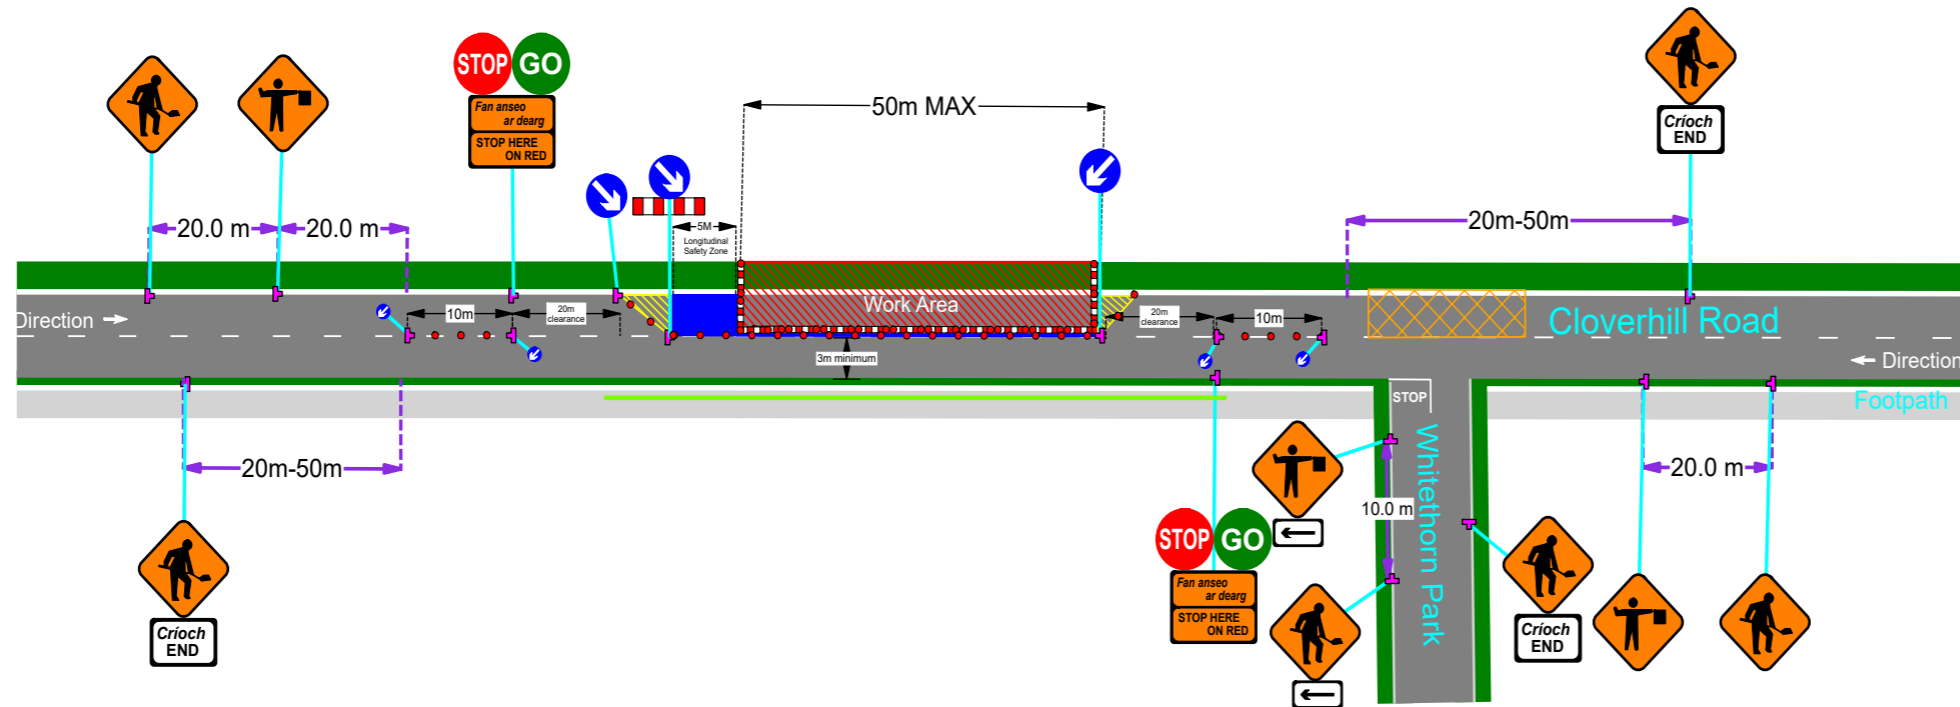 STOP GO
Fan anseo
ar dearg
STOP HERE
ON RED
50m MAX
Críoch
END
20.0 m
20.0 m
5M
Longitudinal
Safety Zone
20m-50m
Direction
10m
20m
clearance
Work Area
3m minimum
20m
clearance
10m
Cloverhill Road
Direction
STOP
Footpath
20m-50m
Whitethorn Park
10.0 m
20.0 m
STOP GO
Fan anseo
ar dearg
STOP HERE
ON RED
Críoch
END
Críoch
END